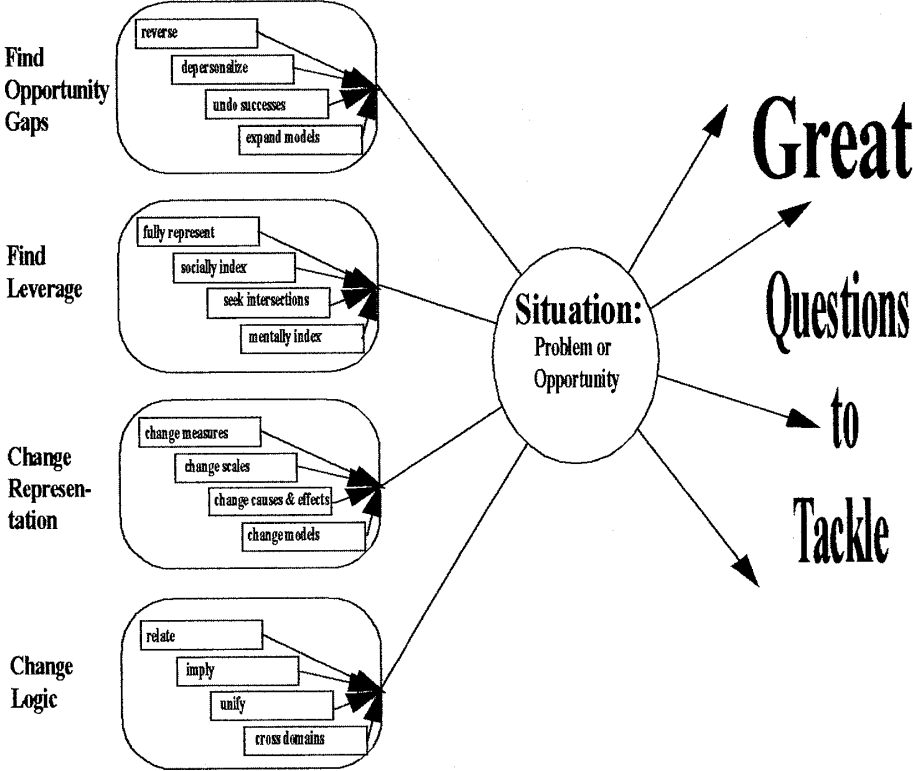 Find
Opportunity
Gaps
reverse
depersonalize
undo successes
expand models
Find
Leverage
fully represent
socially index
seek intersections
mentally index
Change
Represen-
tation
change measures
change scales
change causes & effects
change models
Change
Logic
relate
imply
unify
cross domains
Situation:
Problem or
Opportunity
Great
Questions
to
Tackle